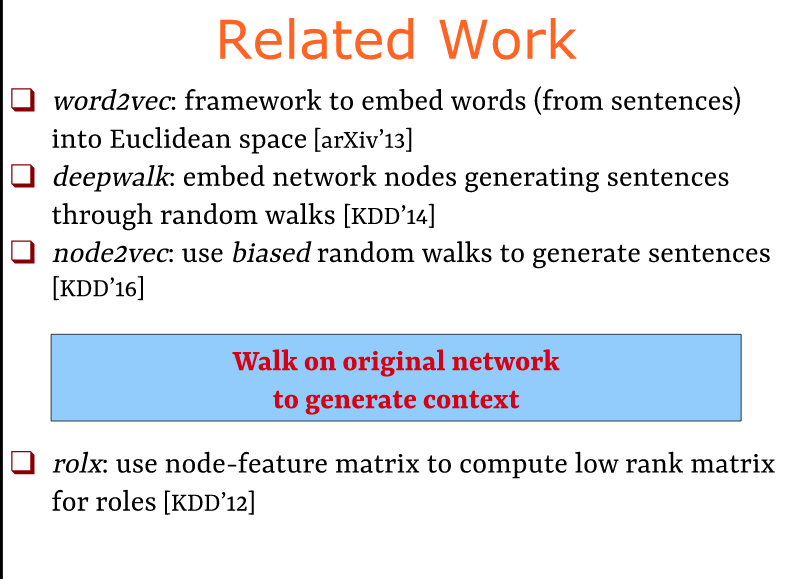 Related Work
word2vec: framework to embed words (from sentences)
into Euclidean space [arXiv’13]
deepwalk: embed network nodes generating sentences
through random walks [KDD’14]
node2vec: use biased random walks to generate sentences
[KDD’16]
Walk on original network
to generate context
rolx: use node-feature matrix to compute low rank matrix
for roles [KDD’12]